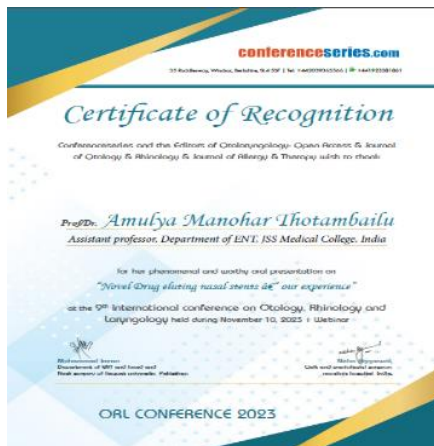 conferenceseries.com
Certificate of Recognition
Conferenceseries and the Editors of Otolaryngology- Open Access & Journal
of Otology & Rhinology & Journal of Allergy & Therapy wish to thank
Prof/Dr. Amulya Manohar Thotambailu
Assistant professor, Department of ENT, JSS Medical College, India
for her phenomenal and worthy oral presentation on
"Novel Drug eluting nasal stents â€" our experience"
at the 9th International conference on Otology, Rhinology and
Laryngology held during November 10, 2023 | Webinar
ORL CONFERENCE 2023